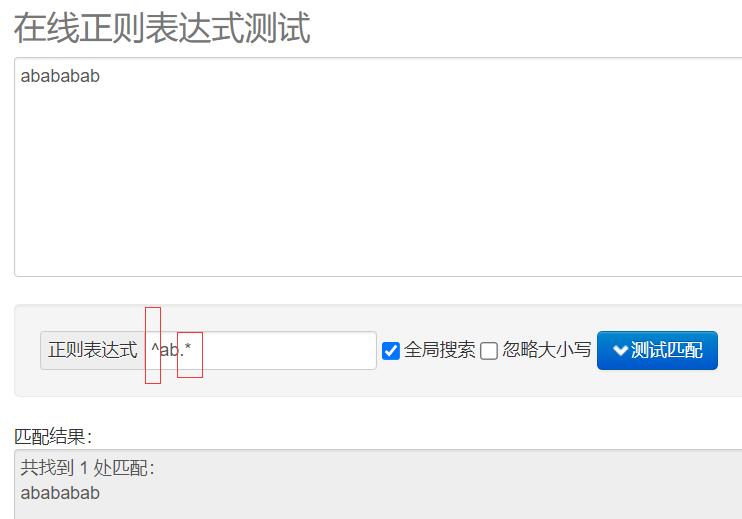 在线正则表达式测试
abababab
正则表达式 ^ab.* 全局搜索 忽略大小写 测试匹配
匹配结果：
共找到 1 处匹配：
abababab